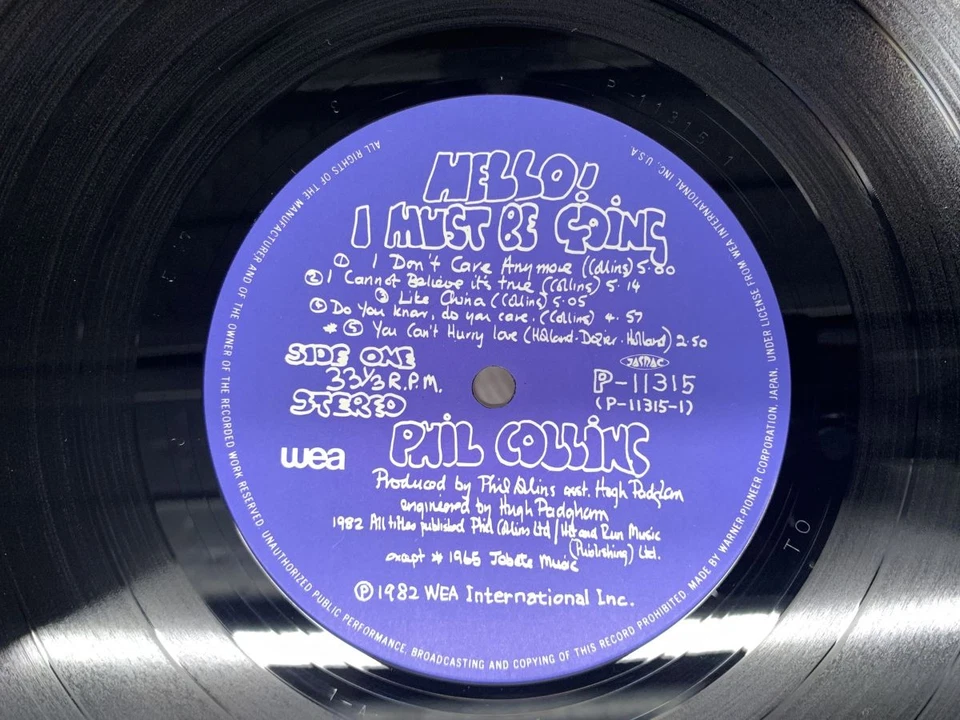 HELLO!
I MUST BE GOING
① I Don't Care Anymore (Collins) 5.00
② I Cannot Believe it's true (Collins) 5.14
③ Like China (Collins) 5.05
④ Do You know, do you care. (Collins) 4.57
* ⑤ You Can't Hurry love (Holland-Dozier-Holland) 2.50
SIDE ONE
33⅓ R.P.M.
STEREO
JASRAC
P-11315
(P-11315-1)
wea
PHIL COLLINS
Produced by Phil Collins asst. Hugh Padgham
engineered by Hugh Padgham
1982 All titles published Phil Collins Ltd/Hit and Run Music
(Publishing) Ltd.
except * 1965 Jobete Music
Ⓟ1982 WEA International Inc.
ALL RIGHTS OF THE MANUFACTURER AND OF THE OWNER OF THE RECORDED WORK RESERVED. UNAUTHORIZED PUBLIC PERFORMANCE, BROADCASTING AND COPYING OF THIS RECORD PROHIBITED. MADE BY WARNER-PIONEER CORPORATION, JAPAN, UNDER LICENSE FROM WEA INTERNATIONAL INC., U.S.A
P-11315-1
TO
1-A